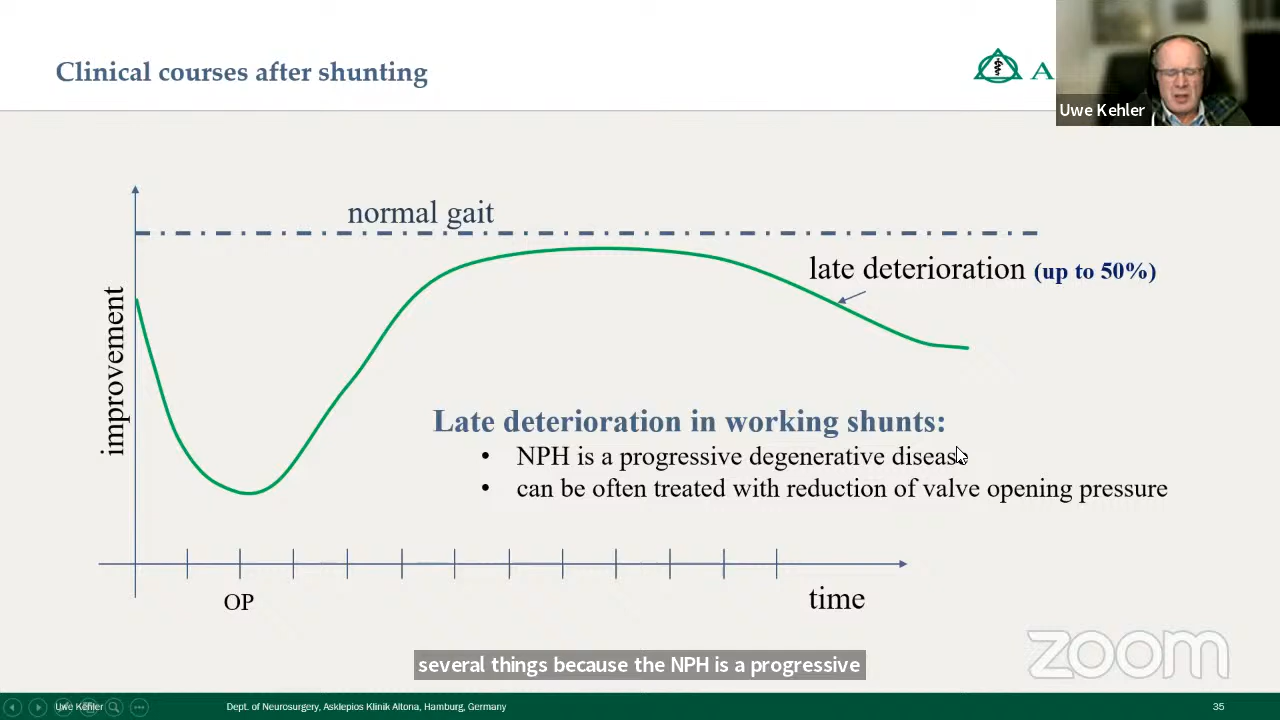 Clinical courses after shunting
A
Uwe Kehler
normal gait
late deterioration (up to 50%)
improvement
Late deterioration in working shunts:
• NPH is a progressive degenerative disease
• can be often treated with reduction of valve opening pressure
OP
time
zoom
several things because the NPH is a progressive
Uwe Kehler
Dept. of Neurosurgery, Asklepios Klinik Altona, Hamburg, Germany
35